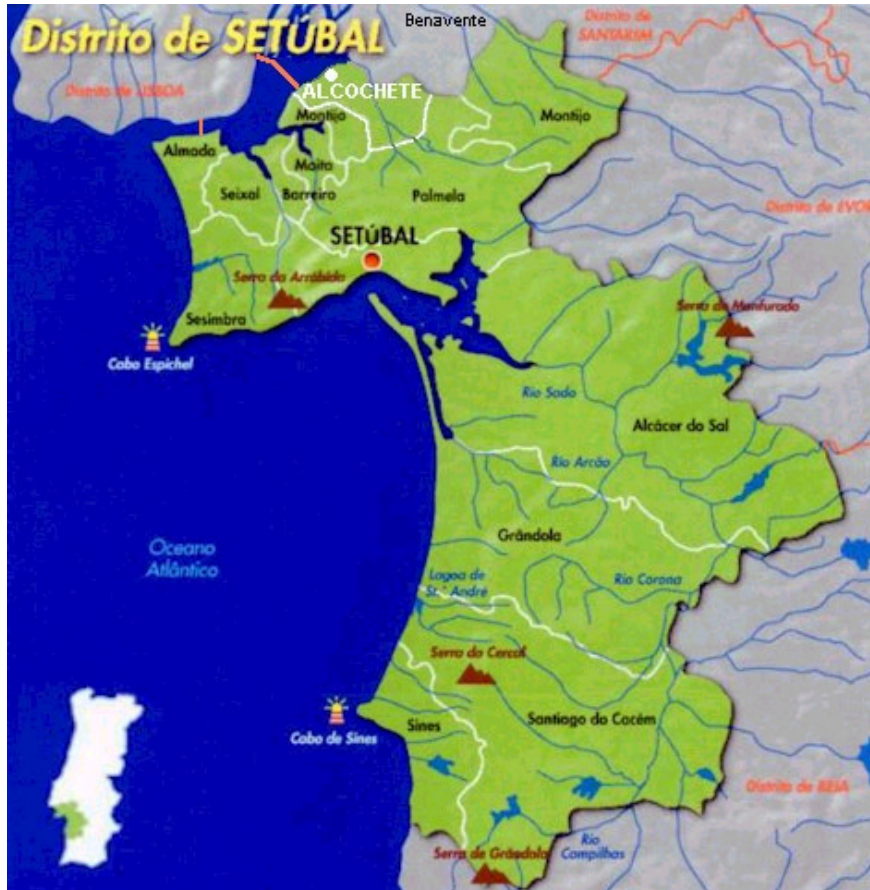 Distrito de SETÚBAL
Benavente
Distrito de
SANTARÉM
Distrito de LISBOA
ALCOCHETE
Montijo
Montijo
Almada
Moita
Seixal
Barreiro
Palmela
Distrito de ÉVOR
SETÚBAL
Serra da Arrábida
Serra de Monfurado
Sesimbra
Cabo Espichel
Rio Sado
Alcácer do Sal
Rio Arcão
Grândola
Oceano
Atlântico
Lagoa de
St.º André
Rio Corona
Serra do Cercal
Santiago do Cacém
Sines
Cabo de Sines
Distrito de BEJA
Rio
Campilhas
Serra de Grândola